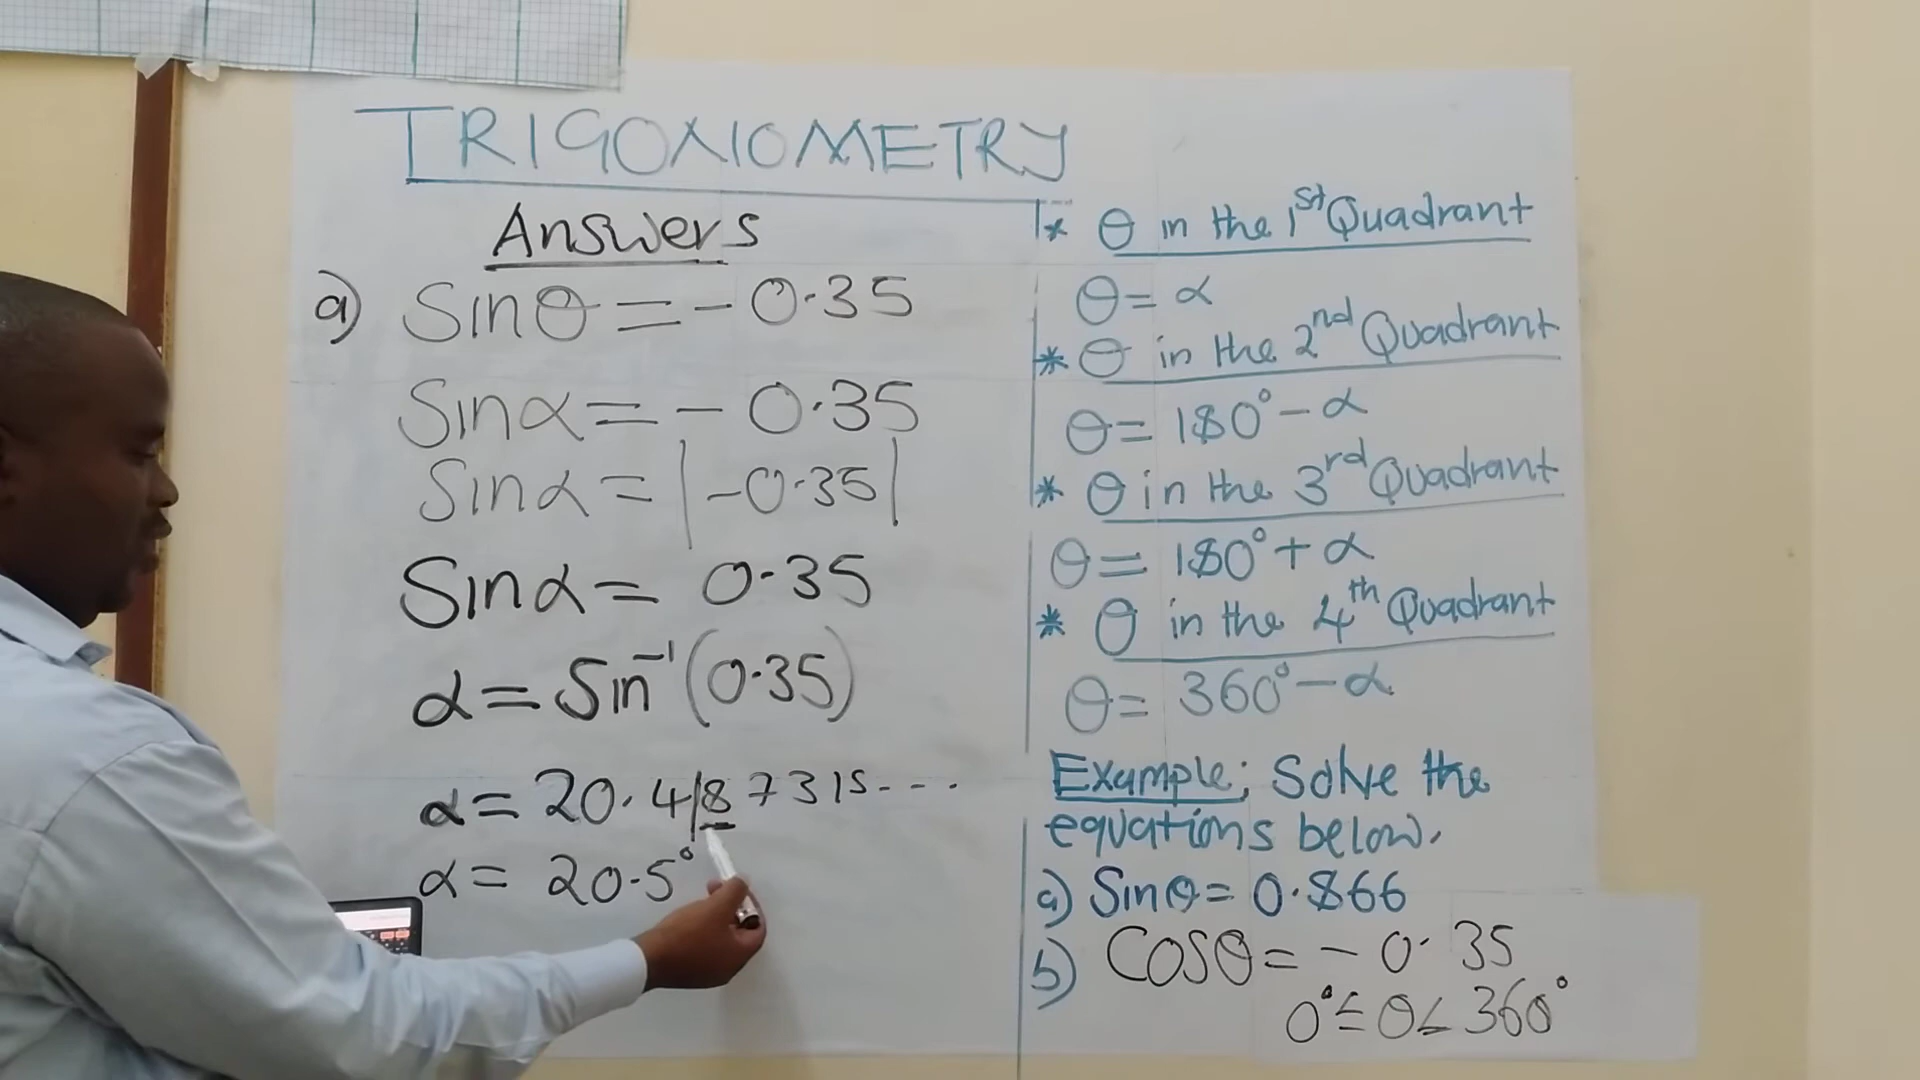 TRIGONOMETRY
Answers
a) Sinθ = - 0.35
Sinα = - 0.35
Sinα = |-0.35|
Sinα = 0.35
α = Sin⁻¹(0.35)
α = 20.4|87315...
α = 20.5°
* θ in the 1st Quadrant
θ = α
* θ in the 2nd Quadrant
θ = 180° - α
* θ in the 3rd Quadrant
θ = 180° + α
* θ in the 4th Quadrant
θ = 360° - α
Example; Solve the
equations below.
a) Sinθ = 0.866
b) COSθ = - 0.35
0° ≤ θ ≤ 360°